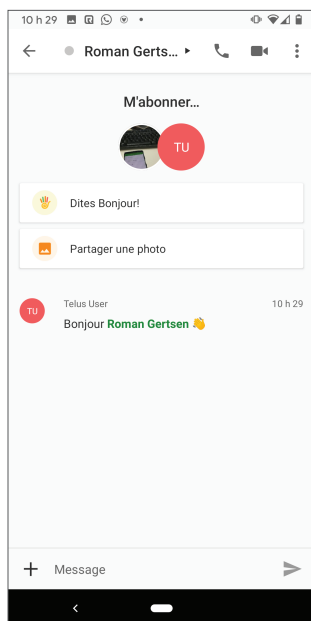 10 h 29
Roman Gerts...
M'abonner...
TU
Dites Bonjour!
Partager une photo
TU
Telus User
10 h 29
Bonjour Roman Gertsen
Message